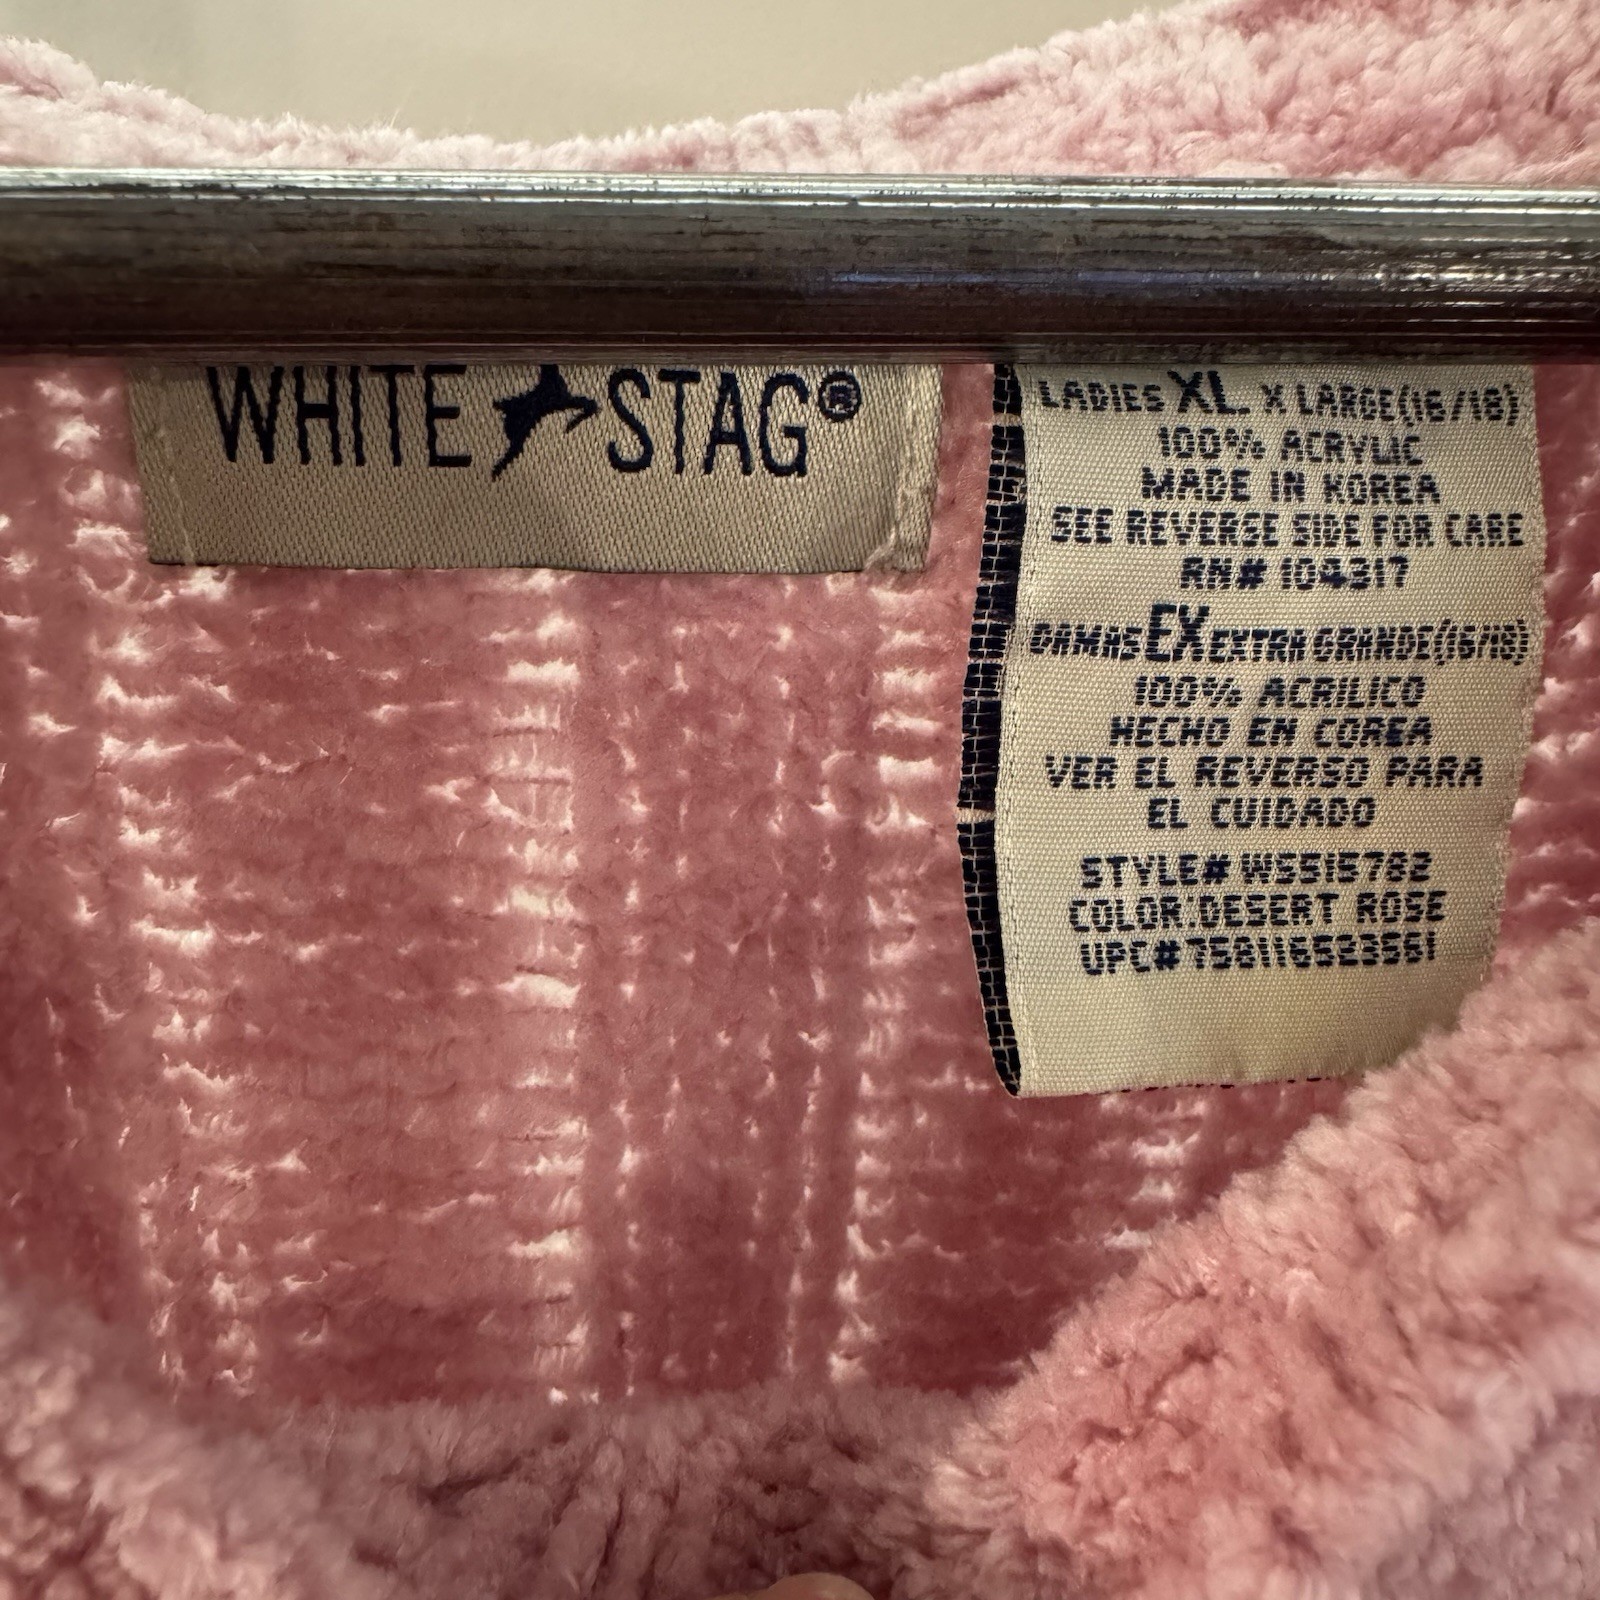 WHITE STAG®
LADIES XL X LARGE(16/18)
100% ACRYLIC
MADE IN KOREA
SEE REVERSE SIDE FOR CARE
RN# 104317
DAMAS EX EXTRA GRANDE(16/18)
100% ACRILICO
HECHO EN COREA
VER EL REVERSO PARA
EL CUIDADO
STYLE# WS515782
COLOR:DESERT ROSE
UPC#